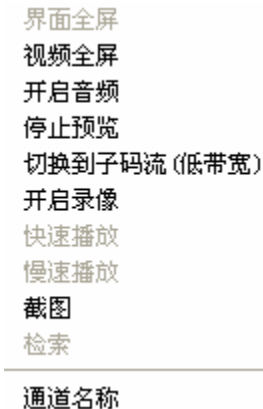 界面全屏
视频全屏
开启音频
停止预览
切换到子码流(低带宽)
开启录像
快速播放
慢速播放
截图
检索
通道名称